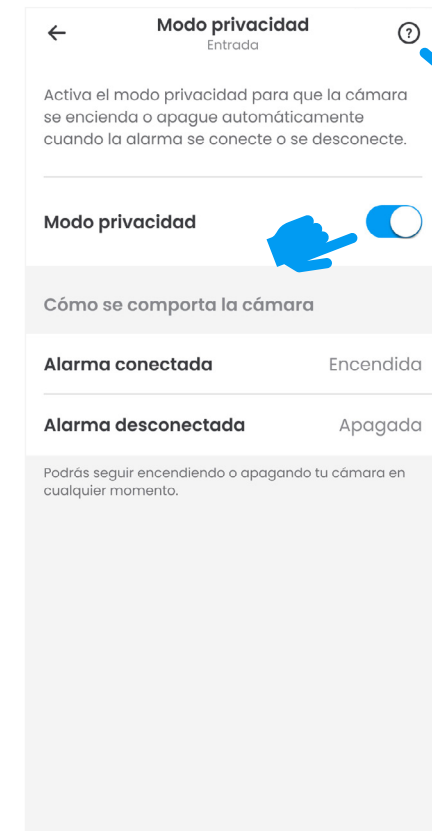 Modo privacidad
Entrada
Activa el modo privacidad para que la cámara
se encienda o apague automáticamente
cuando la alarma se conecte o se desconecte.
Modo privacidad
Cómo se comporta la cámara
Alarma conectada Encendida
Alarma desconectada Apagada
Podrás seguir encendiendo o apagando tu cámara en
cualquier momento.